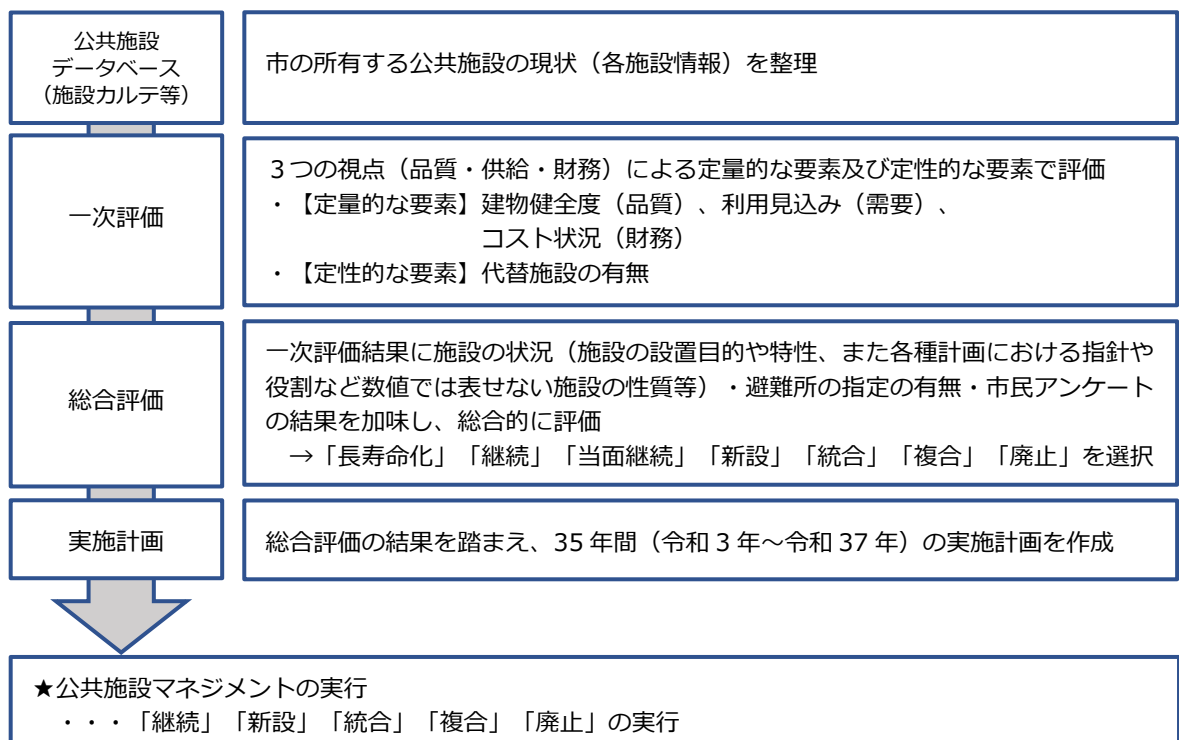 公共施設
データベース
（施設カルテ等）
市の所有する公共施設の現状（各施設情報）を整理
一次評価
３つの視点（品質・供給・財務）による定量的な要素及び定性的な要素で評価
・【定量的な要素】建物健全度（品質）、利用見込み（需要）、
コスト状況（財務）
・【定性的な要素】代替施設の有無
総合評価
一次評価結果に施設の状況（施設の設置目的や特性、また各種計画における指針や
役割など数値では表せない施設の性質等）・避難所の指定の有無・市民アンケート
の結果を加味し、総合的に評価
→「長寿命化」「継続」「当面継続」「新設」「統合」「複合」「廃止」を選択
実施計画
総合評価の結果を踏まえ、35 年間（令和 3 年～令和 37 年）の実施計画を作成
★公共施設マネジメントの実行
・・・「継続」「新設」「統合」「複合」「廃止」の実行